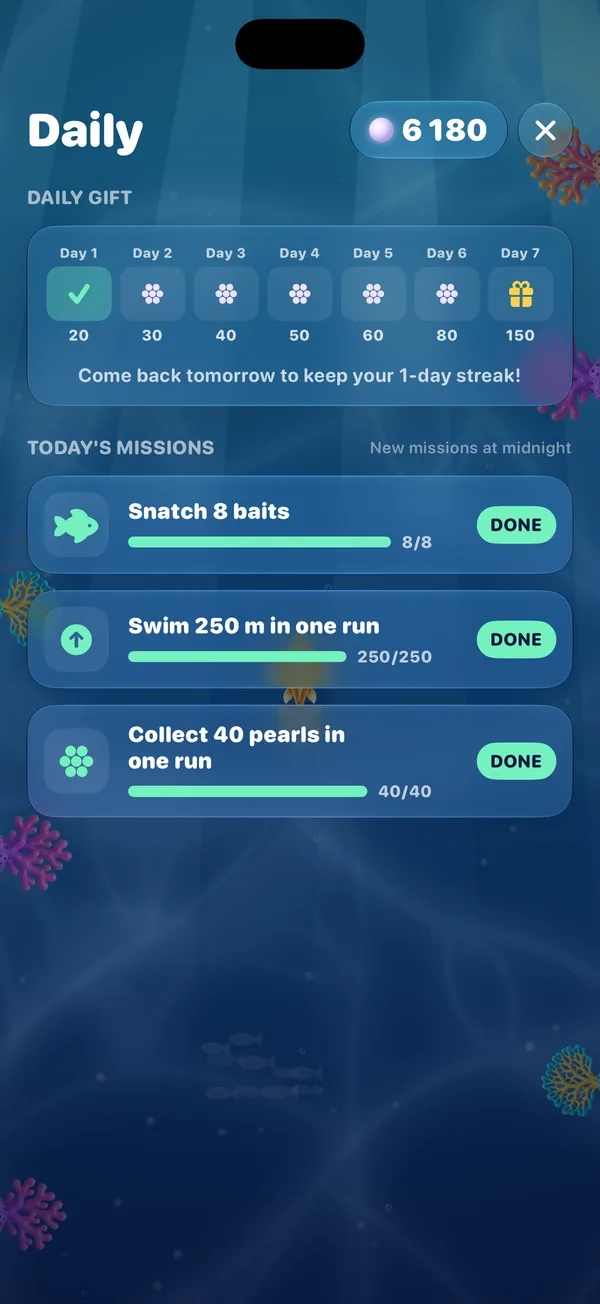 Daily
6 180
DAILY GIFT
Day 1 Day 2 Day 3 Day 4 Day 5 Day 6 Day 7
20 30 40 50 60 80 150
Come back tomorrow to keep your 1-day streak!
TODAY'S MISSIONS
New missions at midnight
Snatch 8 baits
8/8
DONE
Swim 250 m in one run
250/250
DONE
Collect 40 pearls in
one run
40/40
DONE